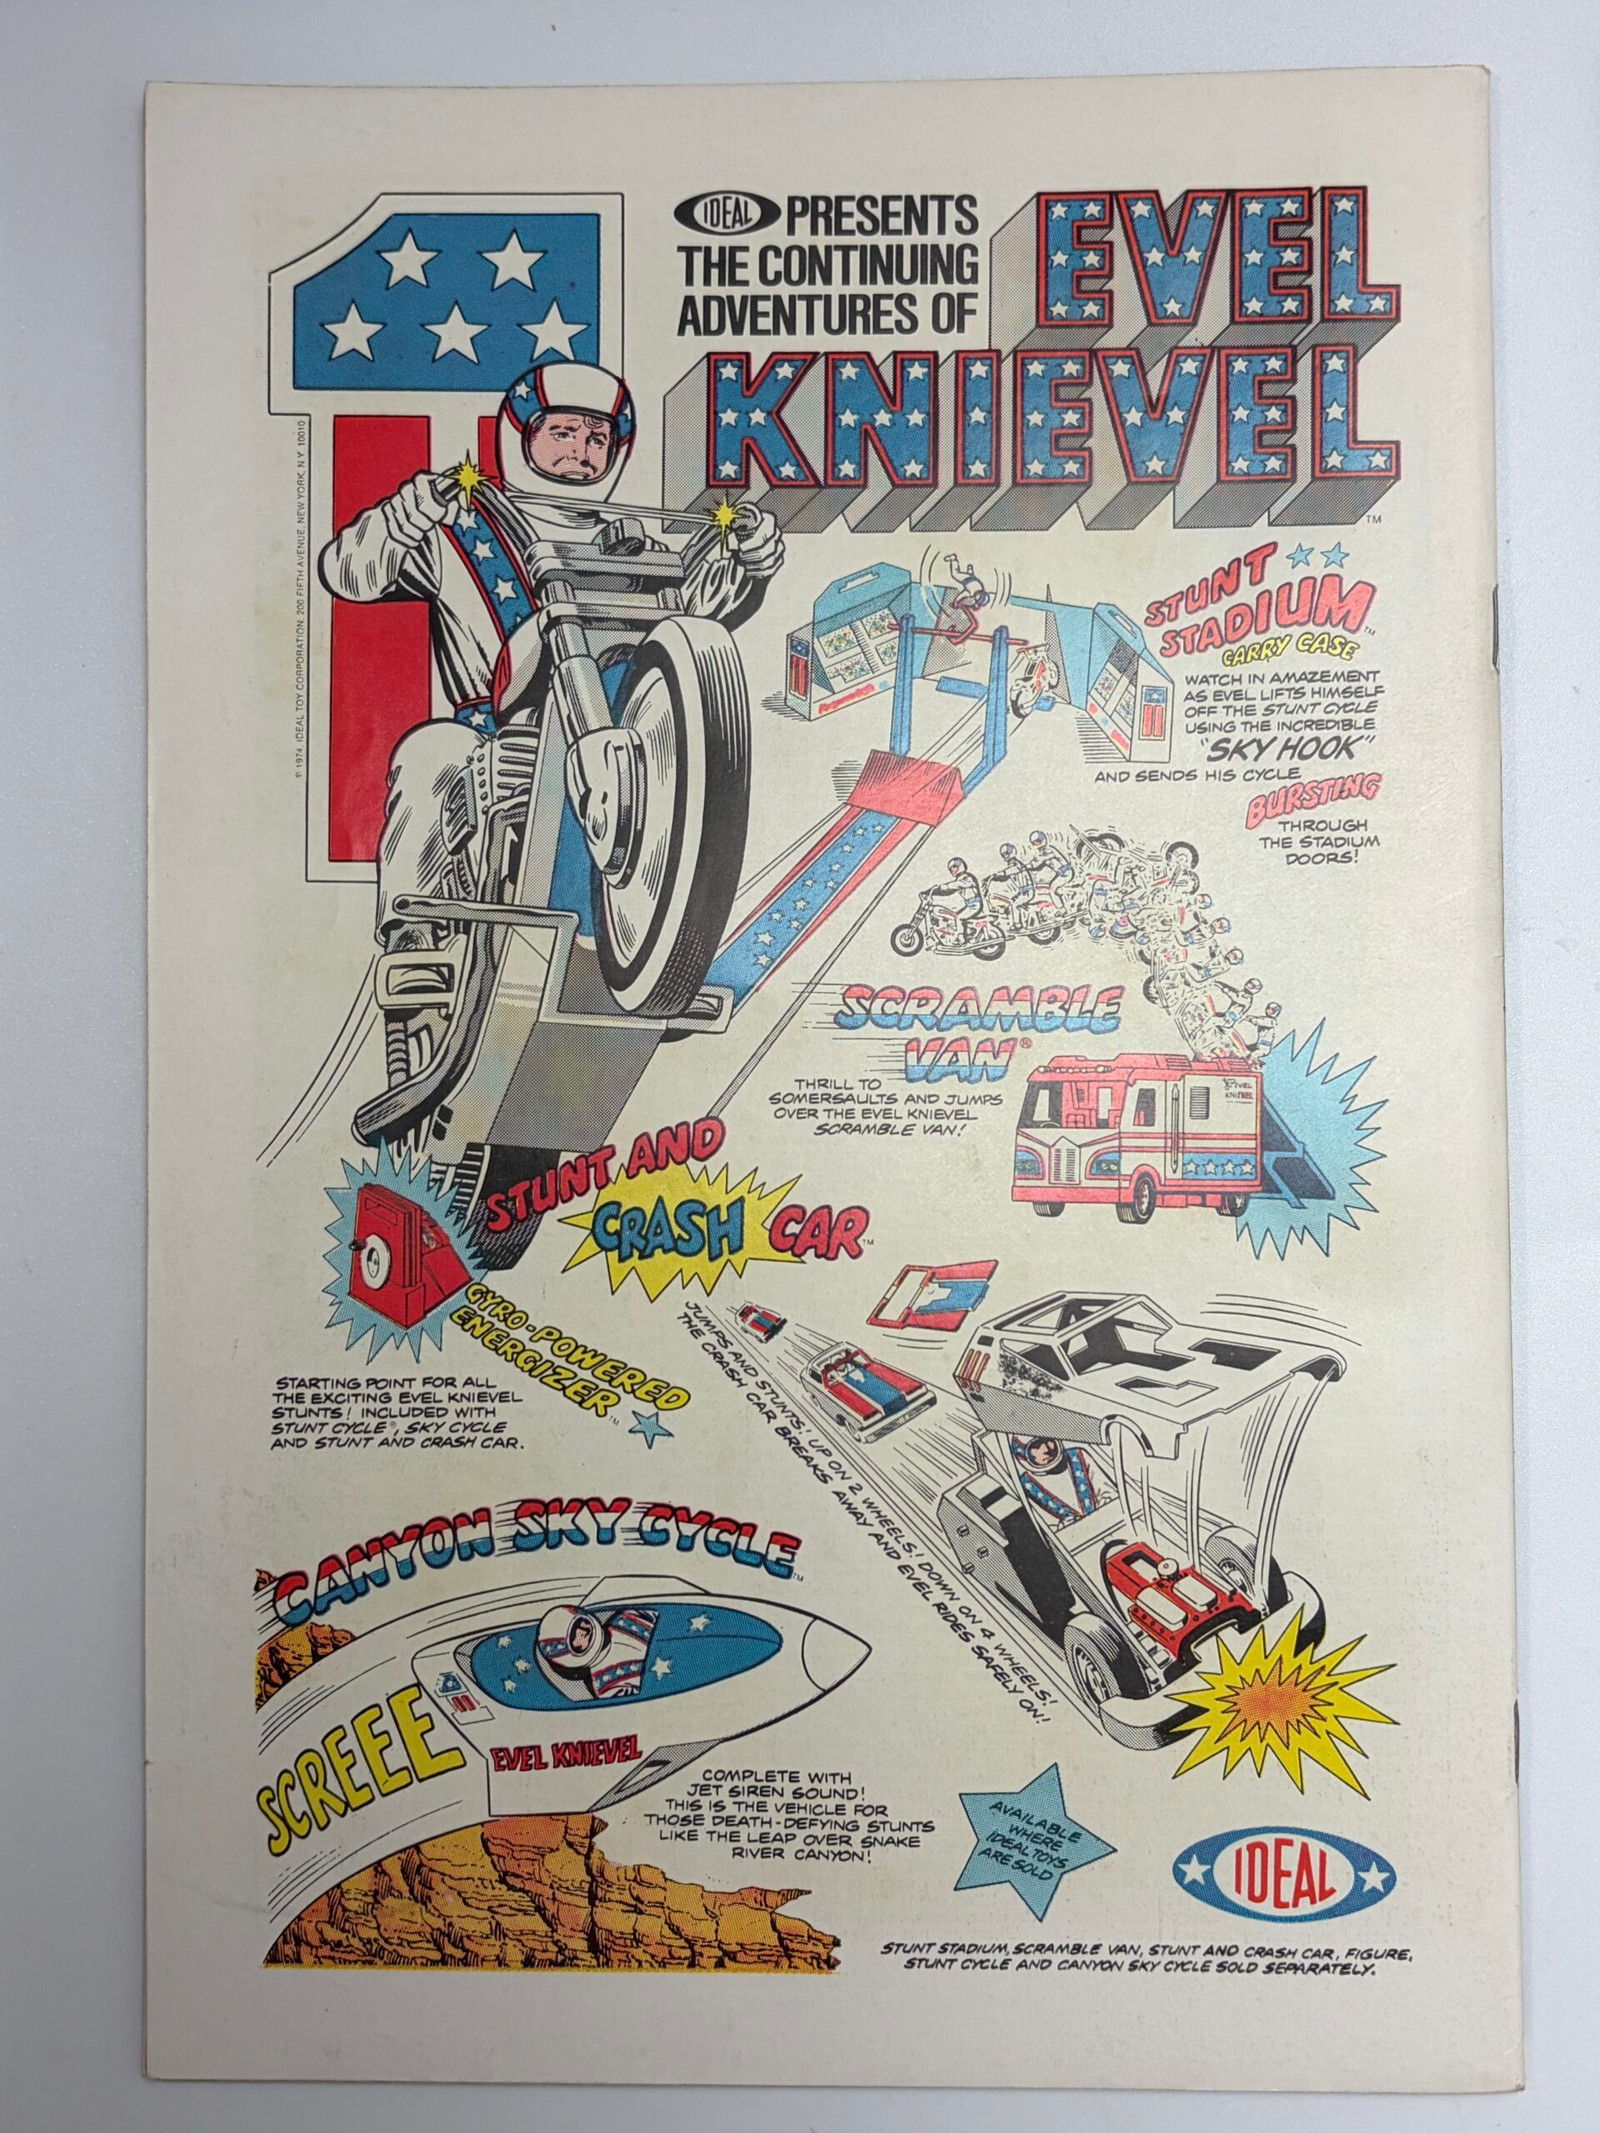 IDEAL PRESENTS
THE CONTINUING
ADVENTURES OF
EVEL
KNIEVEL™
© 1974, IDEAL TOY CORPORATION, 200 FIFTH AVENUE, NEW YORK, N.Y. 10010
1
STUNT
STADIUM™
CARRY CASE
WATCH IN AMAZEMENT
AS EVEL LIFTS HIMSELF
OFF THE STUNT CYCLE
USING THE INCREDIBLE
"SKY HOOK"
AND SENDS HIS CYCLE
BURSTING
THROUGH
THE STADIUM
DOORS!
SCRAMBLE
VAN®
THRILL TO
SOMERSAULTS AND JUMPS
OVER THE EVEL KNIEVEL
SCRAMBLE VAN!
EVEL
KNIEVEL
STUNT AND
CRASH CAR™
JUMPS AND STUNTS! UP ON 2 WHEELS! DOWN ON 4 WHEELS!
THE CRASH CAR BREAKS AWAY AND EVEL RIDES SAFELY ON!
GYRO-POWERED
ENERGIZER™
STARTING POINT FOR ALL
THE EXCITING EVEL KNIEVEL
STUNTS! INCLUDED WITH
STUNT CYCLE®, SKY CYCLE
AND STUNT AND CRASH CAR.
CANYON SKY CYCLE™
SCREEE
EVEL KNIEVEL
COMPLETE WITH
JET SIREN SOUND!
THIS IS THE VEHICLE FOR
THOSE DEATH-DEFYING STUNTS
LIKE THE LEAP OVER SNAKE
RIVER CANYON!
AVAILABLE
WHERE
IDEAL TOYS
ARE SOLD
IDEAL
STUNT STADIUM, SCRAMBLE VAN, STUNT AND CRASH CAR, FIGURE,
STUNT CYCLE AND CANYON SKY CYCLE SOLD SEPARATELY.